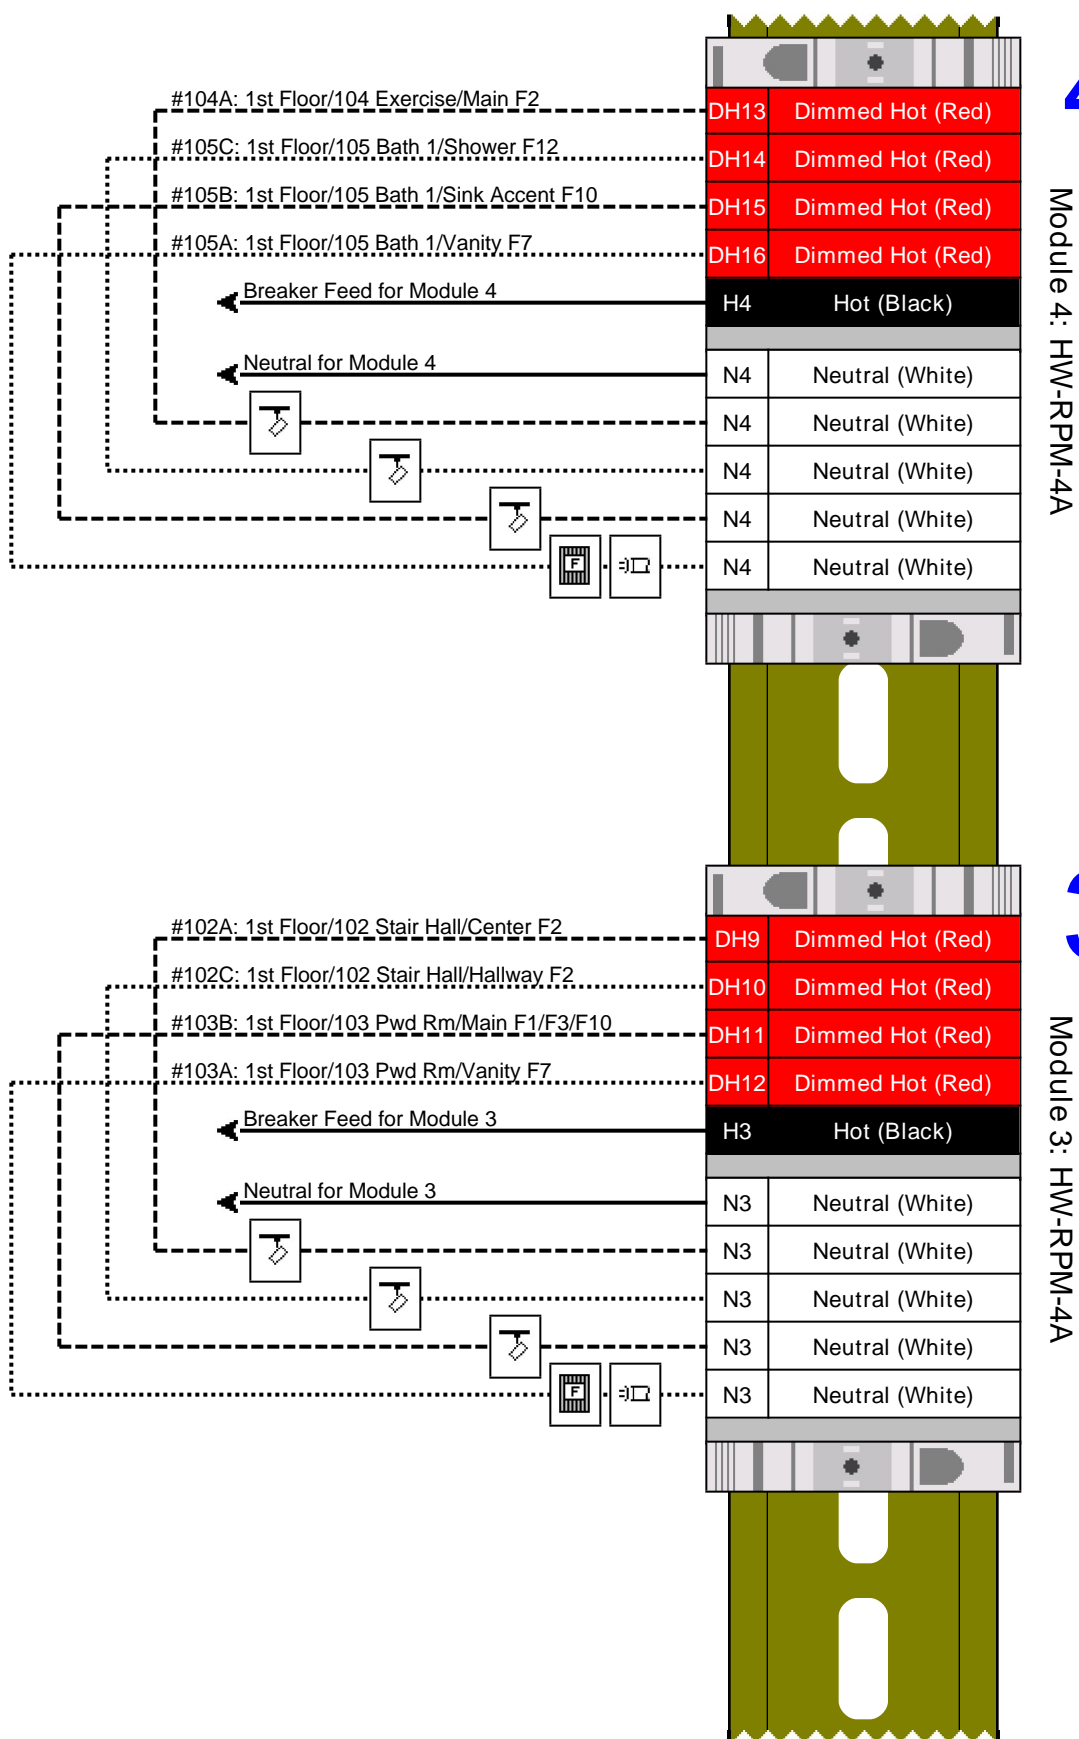 4
#104A: 1st Floor/104 Exercise/Main F2
DH13 Dimmed Hot (Red)
#105C: 1st Floor/105 Bath 1/Shower F12
DH14 Dimmed Hot (Red)
#105B: 1st Floor/105 Bath 1/Sink Accent F10
DH15 Dimmed Hot (Red)
#105A: 1st Floor/105 Bath 1/Vanity F7
DH16 Dimmed Hot (Red)
Breaker Feed for Module 4
H4 Hot (Black)
Neutral for Module 4
N4 Neutral (White)
N4 Neutral (White)
N4 Neutral (White)
N4 Neutral (White)
F
N4 Neutral (White)
Module 4: HW-RPM-4A
3
#102A: 1st Floor/102 Stair Hall/Center F2
DH9 Dimmed Hot (Red)
#102C: 1st Floor/102 Stair Hall/Hallway F2
DH10 Dimmed Hot (Red)
#103B: 1st Floor/103 Pwd Rm/Main F1/F3/F10
DH11 Dimmed Hot (Red)
#103A: 1st Floor/103 Pwd Rm/Vanity F7
DH12 Dimmed Hot (Red)
Breaker Feed for Module 3
H3 Hot (Black)
Neutral for Module 3
N3 Neutral (White)
N3 Neutral (White)
N3 Neutral (White)
N3 Neutral (White)
F
N3 Neutral (White)
Module 3: HW-RPM-4A